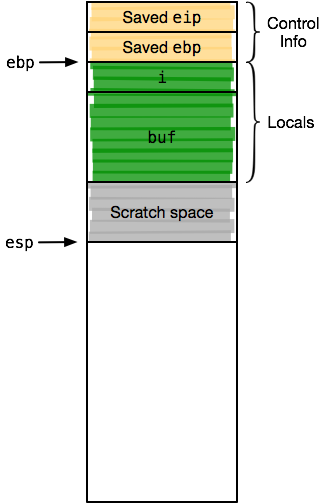 Saved eip
Control
Info
Saved ebp
ebp
i
buf
Locals
Scratch space
esp